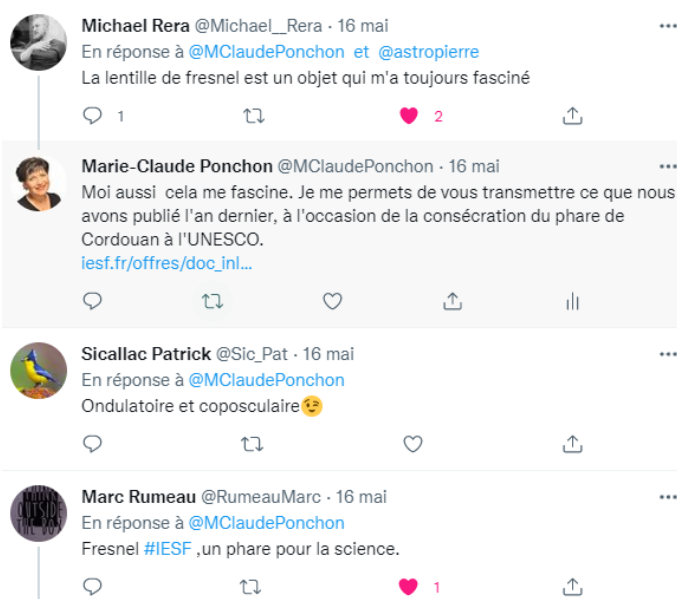 Michael Rera @Michael__Rera · 16 mai
En réponse à @MClaudePonchon et @astropierre
La lentille de fresnel est un objet qui m'a toujours fasciné
1 2
Marie-Claude Ponchon @MClaudePonchon · 16 mai
Moi aussi cela me fascine. Je me permets de vous transmettre ce que nous
avons publié l'an dernier, à l'occasion de la consécration du phare de
Cordouan à l'UNESCO.
iesf.fr/offres/doc_inl...
Sicallac Patrick @Sic_Pat · 16 mai
En réponse à @MClaudePonchon
Ondulatoire et coposculaire😉
OUTSIDE
THE BOX
Marc Rumeau @RumeauMarc · 16 mai
En réponse à @MClaudePonchon
Fresnel #IESF ,un phare pour la science.
1